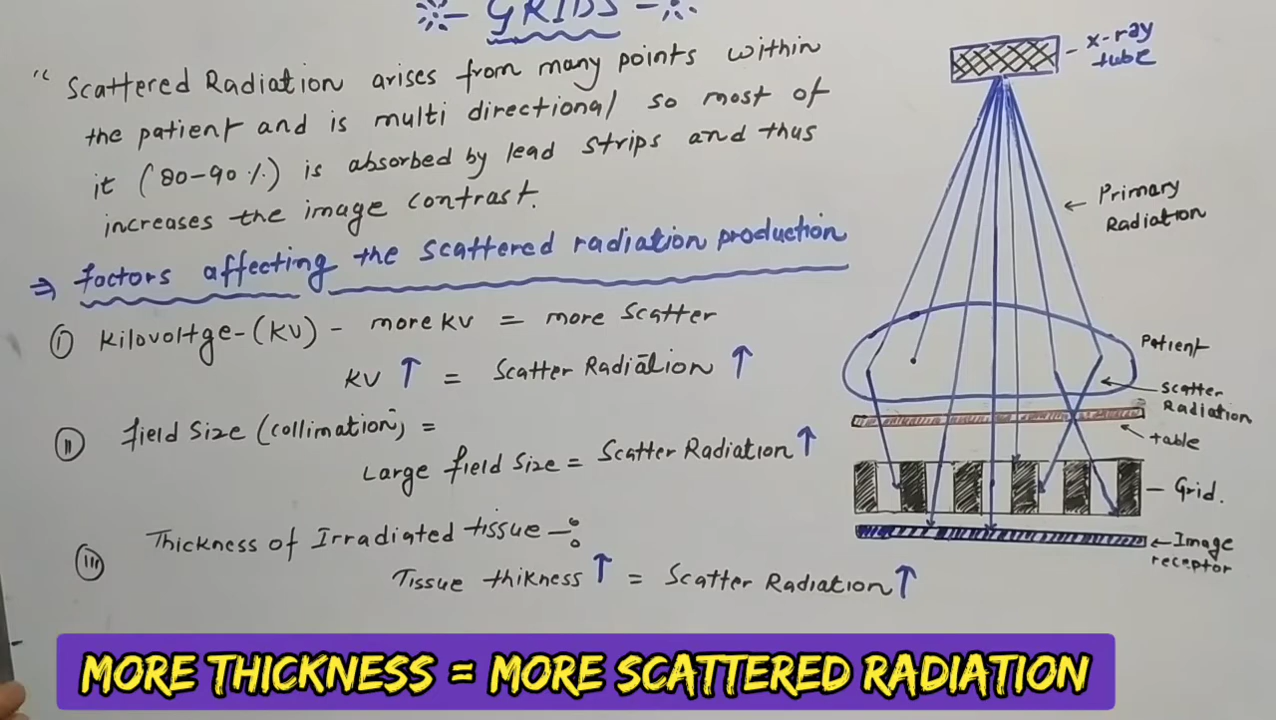 GRIDS
" Scattered Radiation arises from many points within
the patient and is multi directional so most of
it (80-90%) is absorbed by lead strips and thus
increases the image contrast.
⇒ factors affecting the scattered radiation production
(i) Kilovoltge-(KV) - more KV = more Scatter
KV ↑ = Scatter Radiation ↑
(ii) field Size (collimation) =
Large field Size = Scatter Radiation ↑
(iii) Thickness of Irradiated tissue -:
Tissue thikness ↑ = Scatter Radiation ↑
x-ray
tube
Primary
Radiation
Patient
Scatter
Radiation
table
Grid.
Image
receptor
MORE THICKNESS = MORE SCATTERED RADIATION